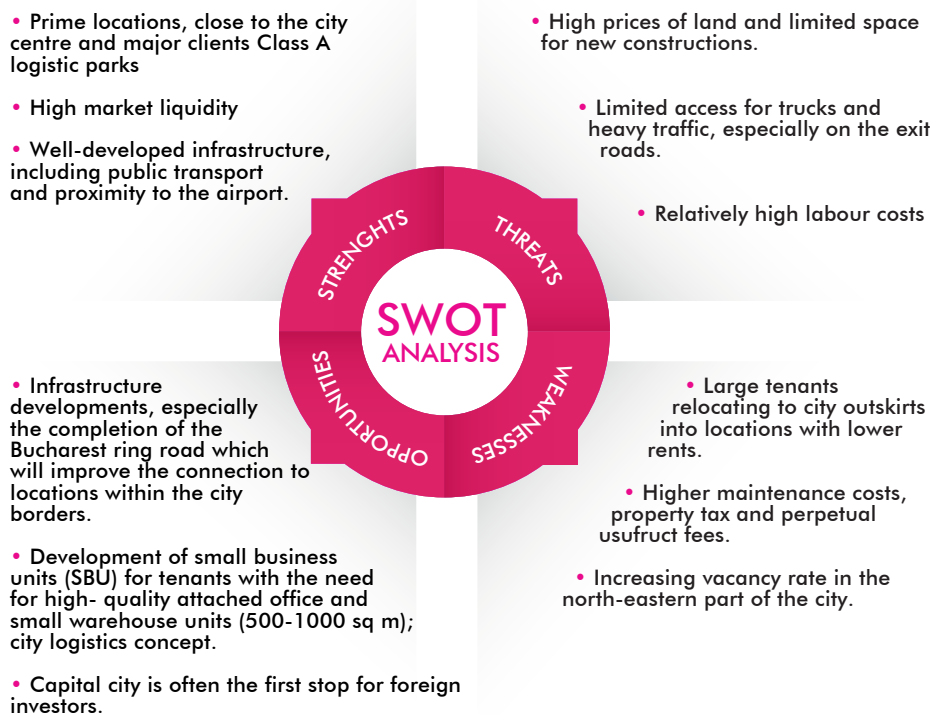 • Prime locations, close to the city
centre and major clients Class A
logistic parks
• High market liquidity
• Well-developed infrastructure,
including public transport
and proximity to the airport.
• High prices of land and limited space
for new constructions.
• Limited access for trucks and
heavy traffic, especially on the exit
roads.
• Relatively high labour costs
STRENGHTS
THREATS
SWOT
ANALYSIS
OPPORTUNITIES
WEAKNESSES
• Infrastructure
developments, especially
the completion of the
Bucharest ring road which
will improve the connection to
locations within the city
borders.
• Development of small business
units (SBU) for tenants with the need
for high- quality attached office and
small warehouse units (500-1000 sq m);
city logistics concept.
• Capital city is often the first stop for foreign
investors.
• Large tenants
relocating to city outskirts
into locations with lower
rents.
• Higher maintenance costs,
property tax and perpetual
usufruct fees.
• Increasing vacancy rate in the
north-eastern part of the city.